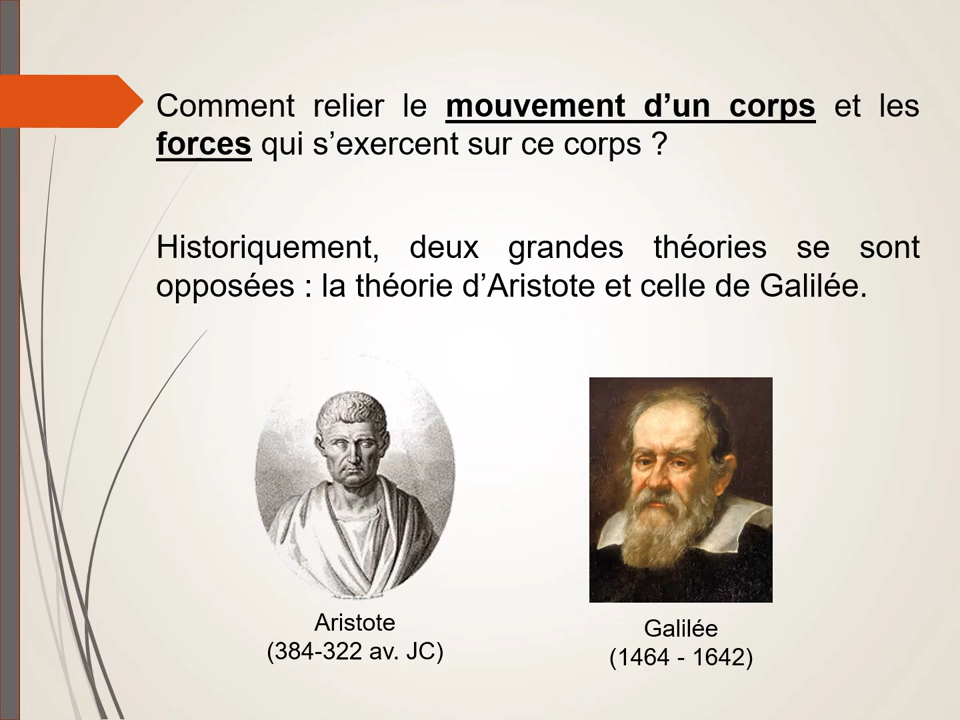 Comment relier le mouvement d’un corps et les
forces qui s’exercent sur ce corps ?
Historiquement, deux grandes théories se sont
opposées : la théorie d’Aristote et celle de Galilée.
Aristote
(384-322 av. JC)
Galilée
(1464 - 1642)